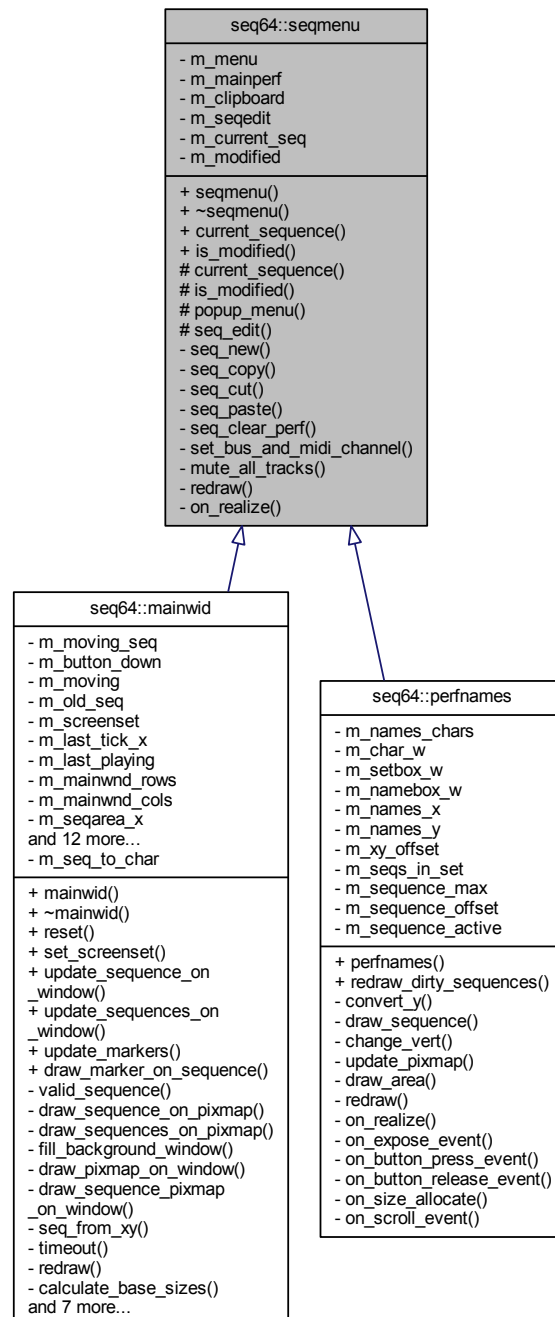 seq64::seqmenu
- m_menu
- m_mainperf
- m_clipboard
- m_seqedit
- m_current_seq
- m_modified
+ seqmenu()
+ ~seqmenu()
+ current_sequence()
+ is_modified()
# current_sequence()
# is_modified()
# popup_menu()
# seq_edit()
- seq_new()
- seq_copy()
- seq_cut()
- seq_paste()
- seq_clear_perf()
- set_bus_and_midi_channel()
- mute_all_tracks()
- redraw()
- on_realize()
seq64::mainwid
- m_moving_seq
- m_button_down
- m_moving
- m_old_seq
- m_screenset
- m_last_tick_x
- m_last_playing
- m_mainwnd_rows
- m_mainwnd_cols
- m_seqarea_x
and 12 more...
- m_seq_to_char
+ mainwid()
+ ~mainwid()
+ reset()
+ set_screenset()
+ update_sequence_on
_window()
+ update_sequences_on
_window()
+ update_markers()
+ draw_marker_on_sequence()
- valid_sequence()
- draw_sequence_on_pixmap()
- draw_sequences_on_pixmap()
- fill_background_window()
- draw_pixmap_on_window()
- draw_sequence_pixmap
_on_window()
- seq_from_xy()
- timeout()
- redraw()
- calculate_base_sizes()
and 7 more...
seq64::perfnames
- m_names_chars
- m_char_w
- m_setbox_w
- m_namebox_w
- m_names_x
- m_names_y
- m_xy_offset
- m_seqs_in_set
- m_sequence_max
- m_sequence_offset
- m_sequence_active
+ perfnames()
+ redraw_dirty_sequences()
- convert_y()
- draw_sequence()
- change_vert()
- update_pixmap()
- draw_area()
- redraw()
- on_realize()
- on_expose_event()
- on_button_press_event()
- on_button_release_event()
- on_size_allocate()
- on_scroll_event()